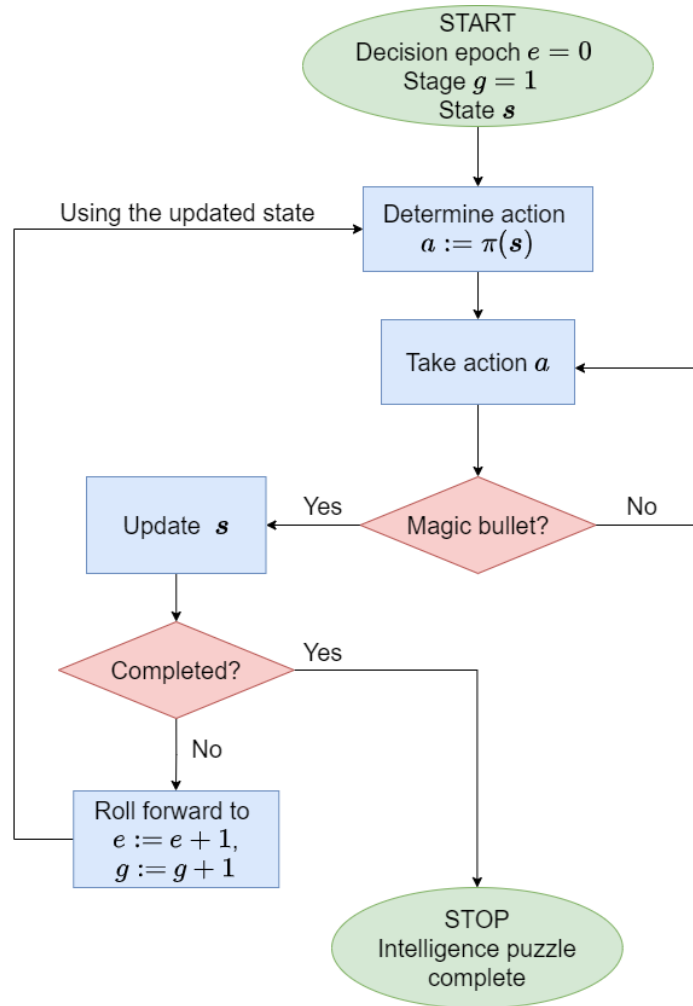 START
Decision epoch e = 0
Stage g = 1
State s
Using the updated state
Determine action
a := π(s)
Take action a
Magic bullet?
Yes
No
Update s
Completed?
Yes
No
Roll forward to
e := e + 1,
g := g + 1
STOP
Intelligence puzzle
complete